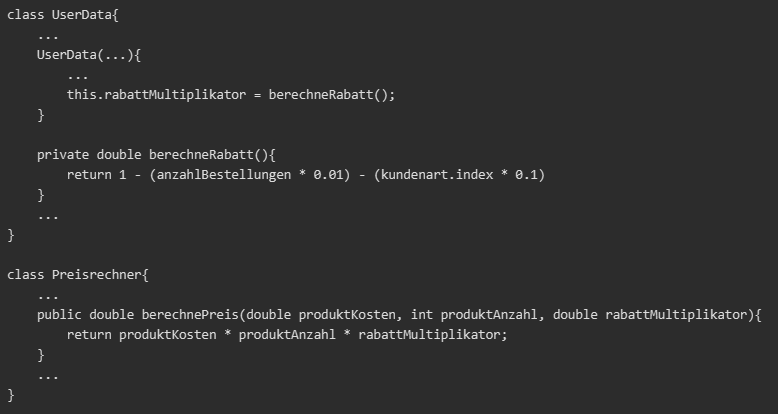 class UserData{
    ...
    UserData(...){
        ...
        this.rabattMultiplikator = berechneRabatt();
    }

    private double berechneRabatt(){
        return 1 - (anzahlBestellungen * 0.01) - (kundenart.index * 0.1)
    }
    ...
}

class Preisrechner{
    ...
    public double berechnePreis(double produktKosten, int produktAnzahl, double rabattMultiplikator){
        return produktKosten * produktAnzahl * rabattMultiplikator;
    }
    ...
}